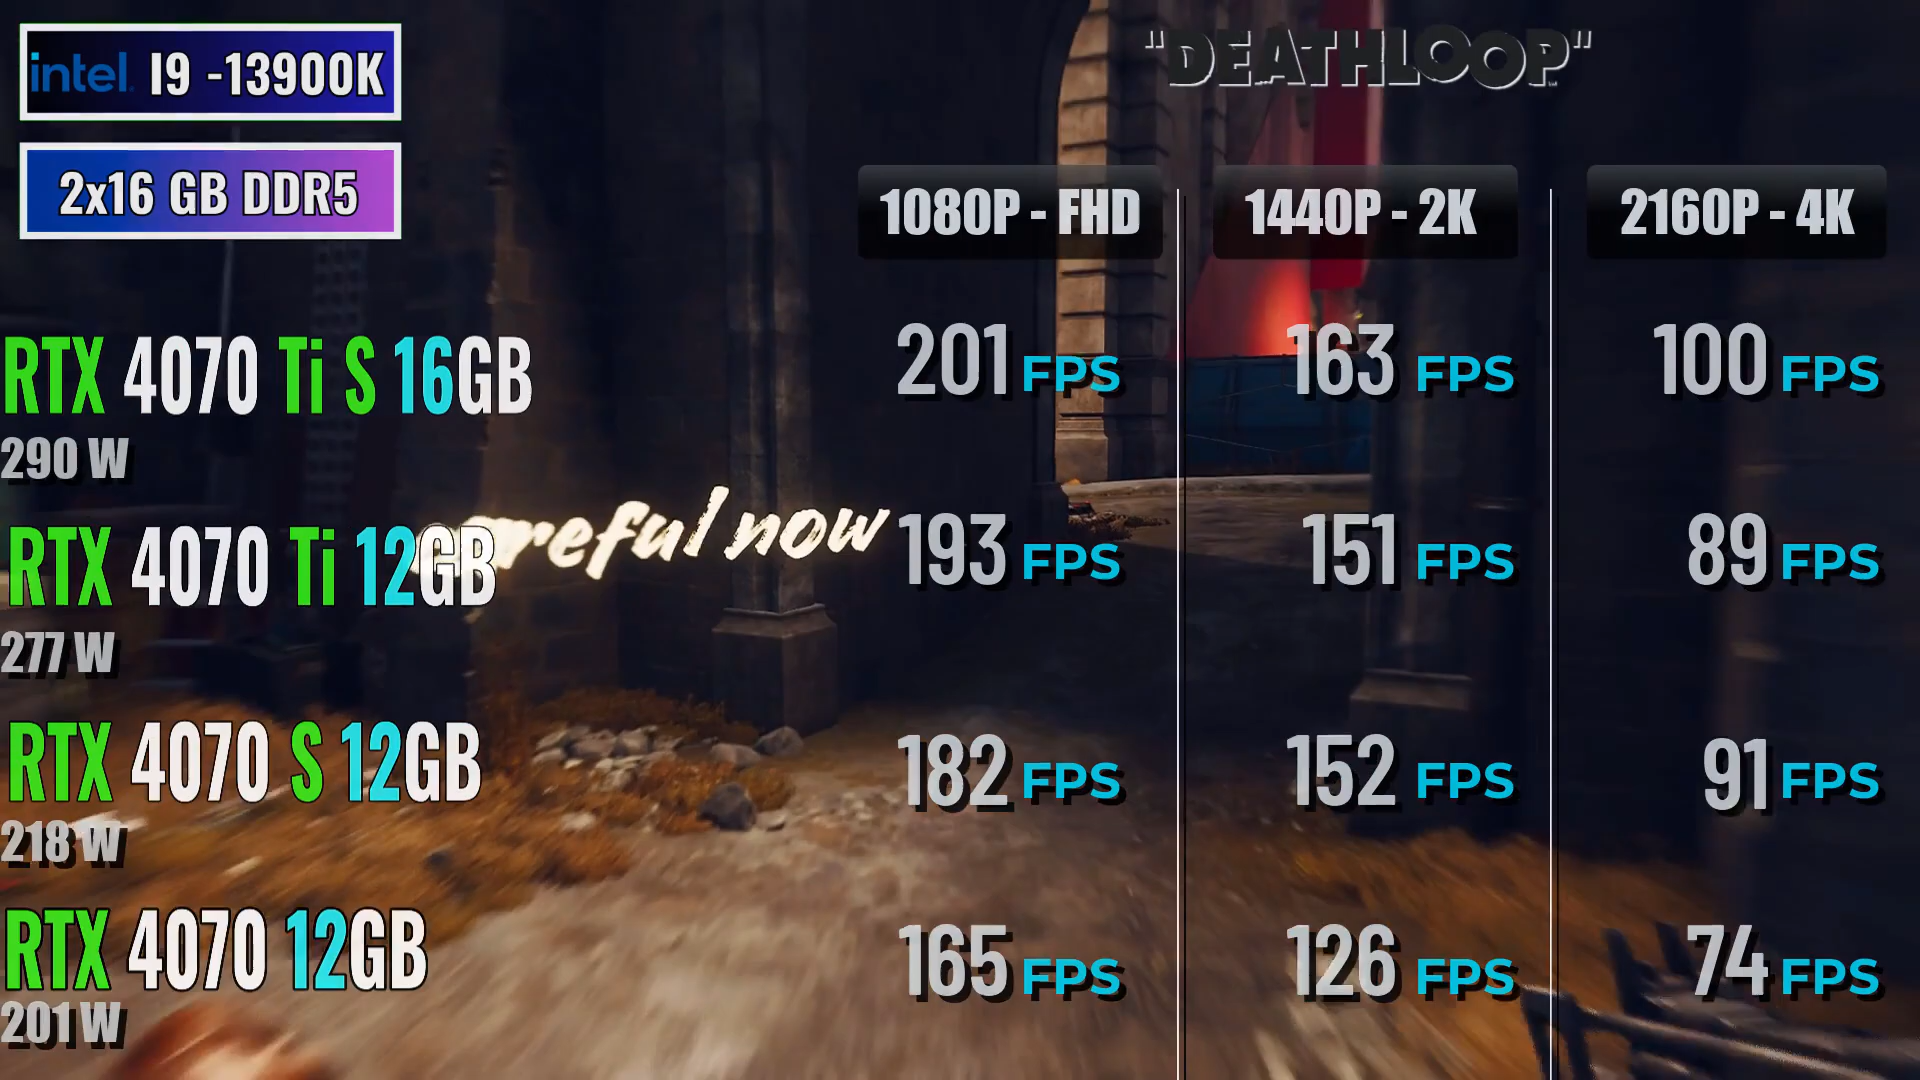 intel. I9 -13900K
2x16 GB DDR5
"DEATHLOOP"
1080P - FHD 1440P - 2K 2160P - 4K
RTX 4070 Ti S 16GB 201 FPS 163 FPS 100 FPS
290 W
careful now
RTX 4070 Ti 12GB 193 FPS 151 FPS 89 FPS
277 W
RTX 4070 S 12GB 182 FPS 152 FPS 91 FPS
218 W
RTX 4070 12GB 165 FPS 126 FPS 74 FPS
201 W